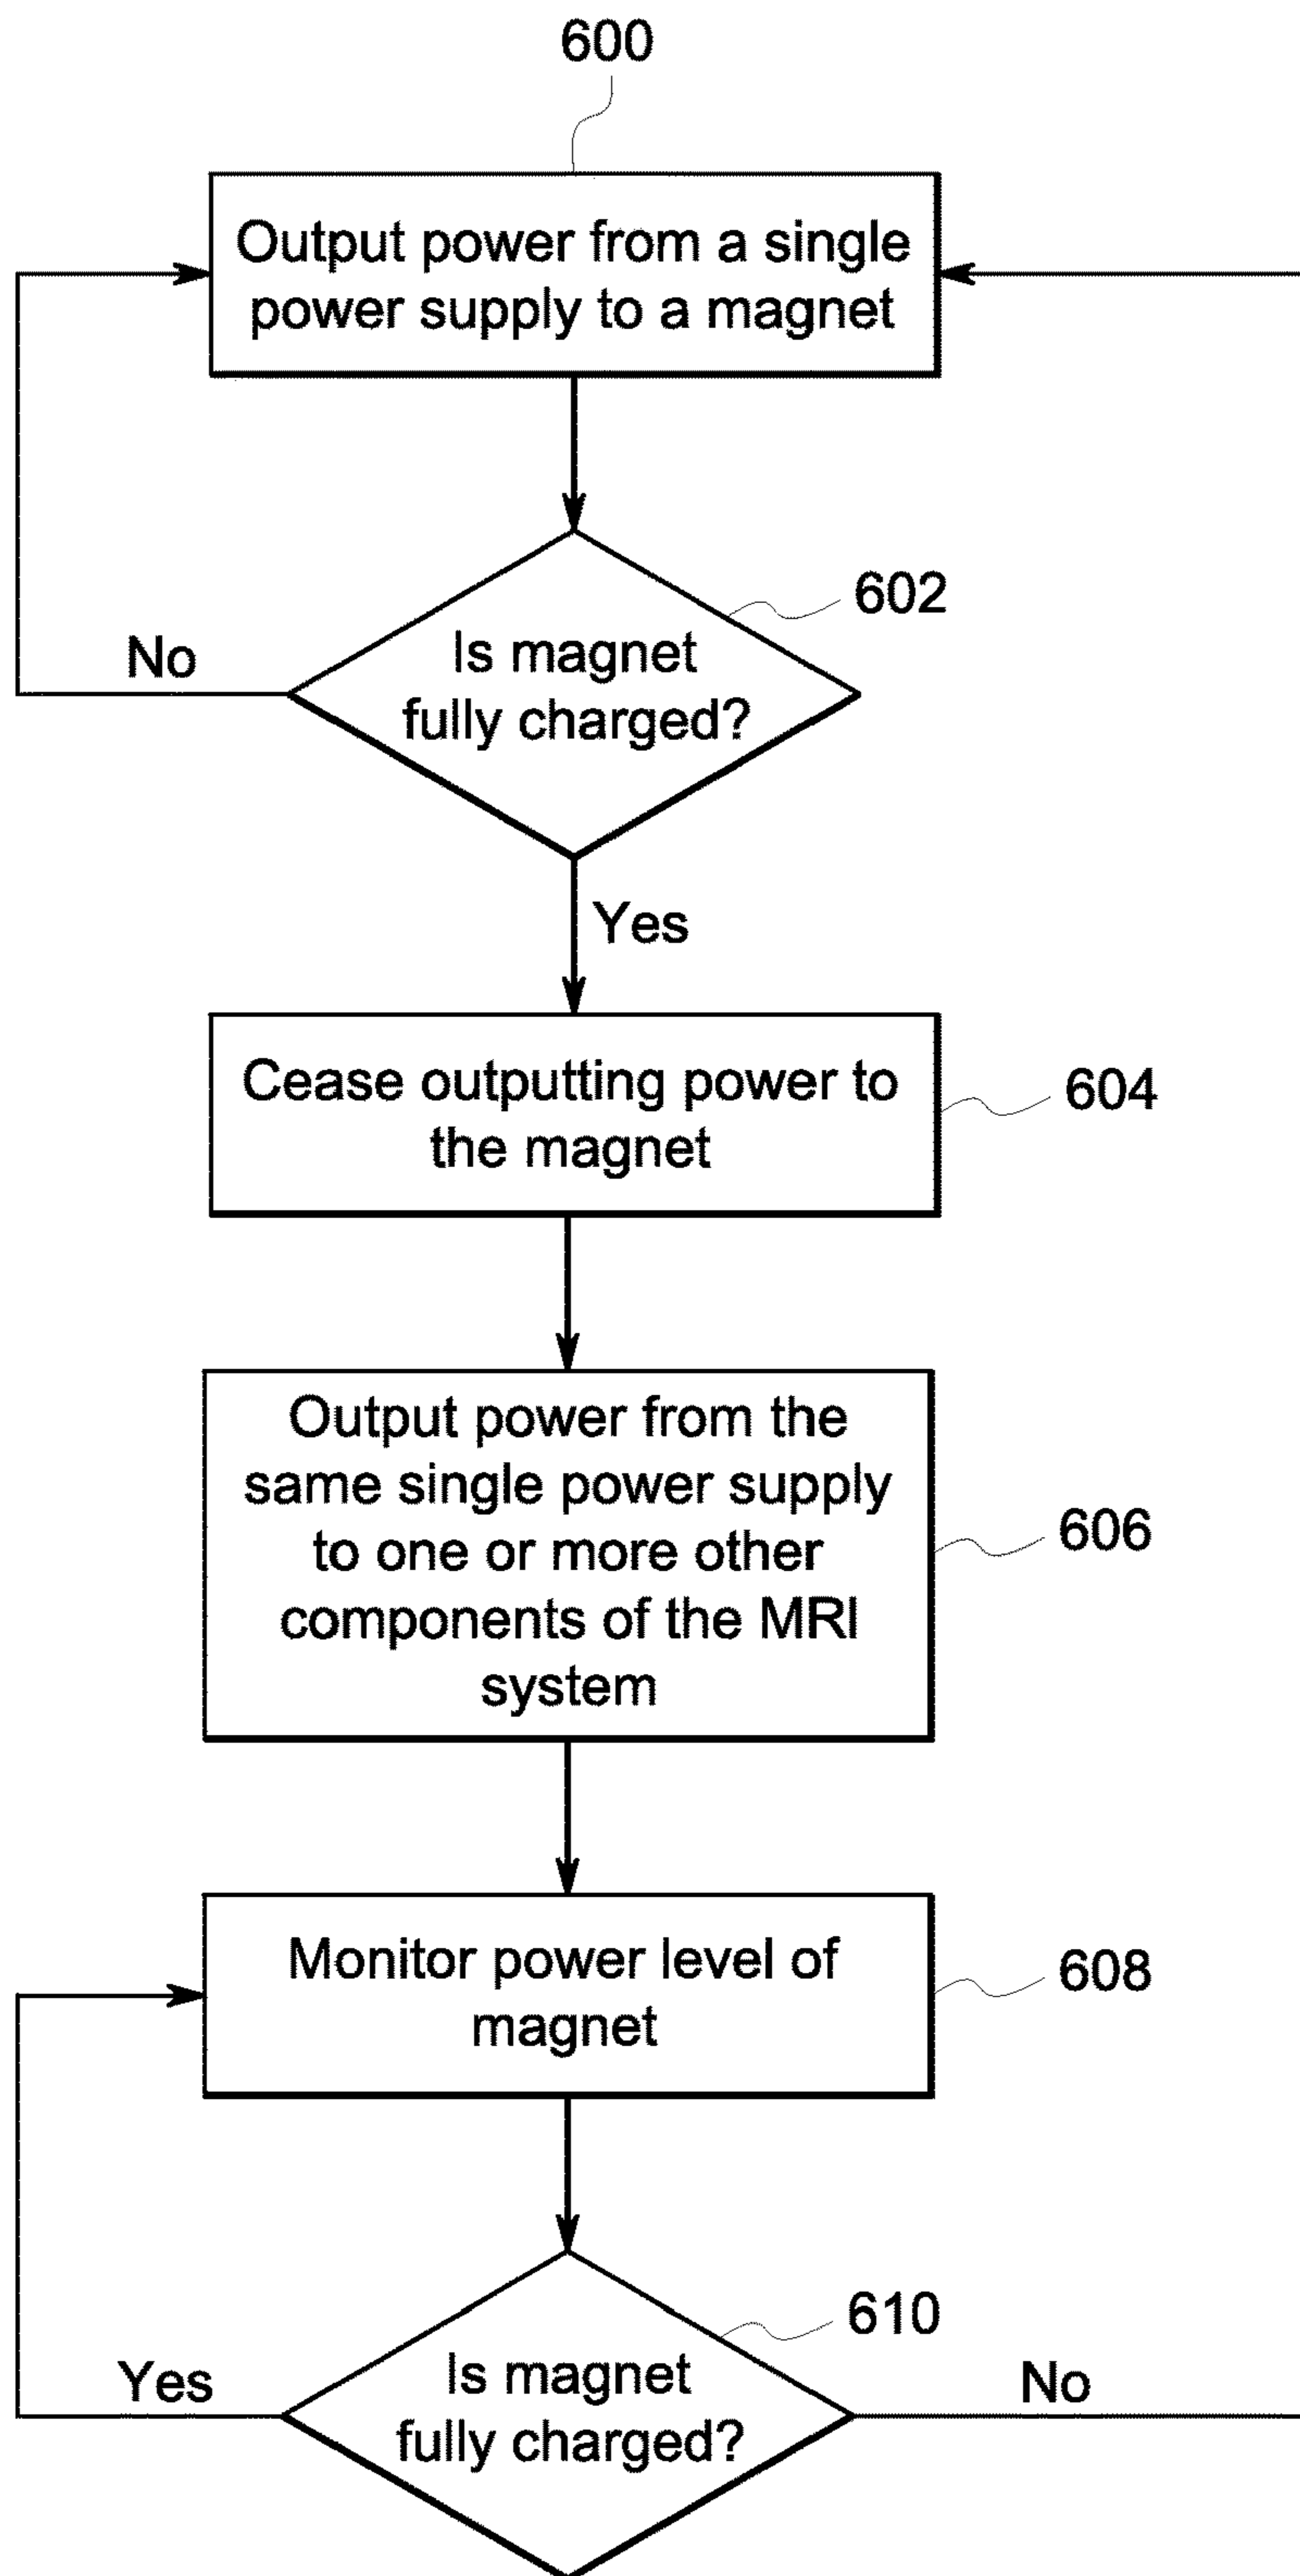 600
Output power from a single
power supply to a magnet
602
Is magnet
fully charged?
No
Yes
Cease outputting power to
the magnet
604
Output power from the
same single power supply
to one or more other
components of the MRI
system
606
Monitor power level of
magnet
608
610
Is magnet
fully charged?
Yes
No